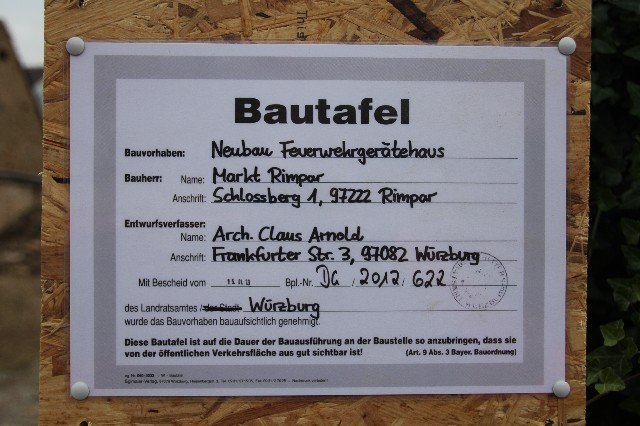 Bautafel
Bauvorhaben: Neubau Feuerwehrgerätehaus
Bauherr: Name: Markt Rimpar
Anschrift: Schlossberg 1, 97222 Rimpar
Entwurfsverfasser:
Name: Arch. Claus Arnold
Anschrift: Frankfurter Str. 3, 97082 Würzburg
Mit Bescheid vom Bpl.-Nr. DG / 2012 / 622
des Landratsamtes / der Stadt Würzburg
wurde das Bauvorhaben bauaufsichtlich genehmigt.
Diese Bautafel ist auf die Dauer der Bauausführung an der Baustelle so anzubringen, dass sie
von der öffentlichen Verkehrsfläche aus gut sichtbar ist! (Art. 9 Abs. 3 Bayer. Bauordnung)